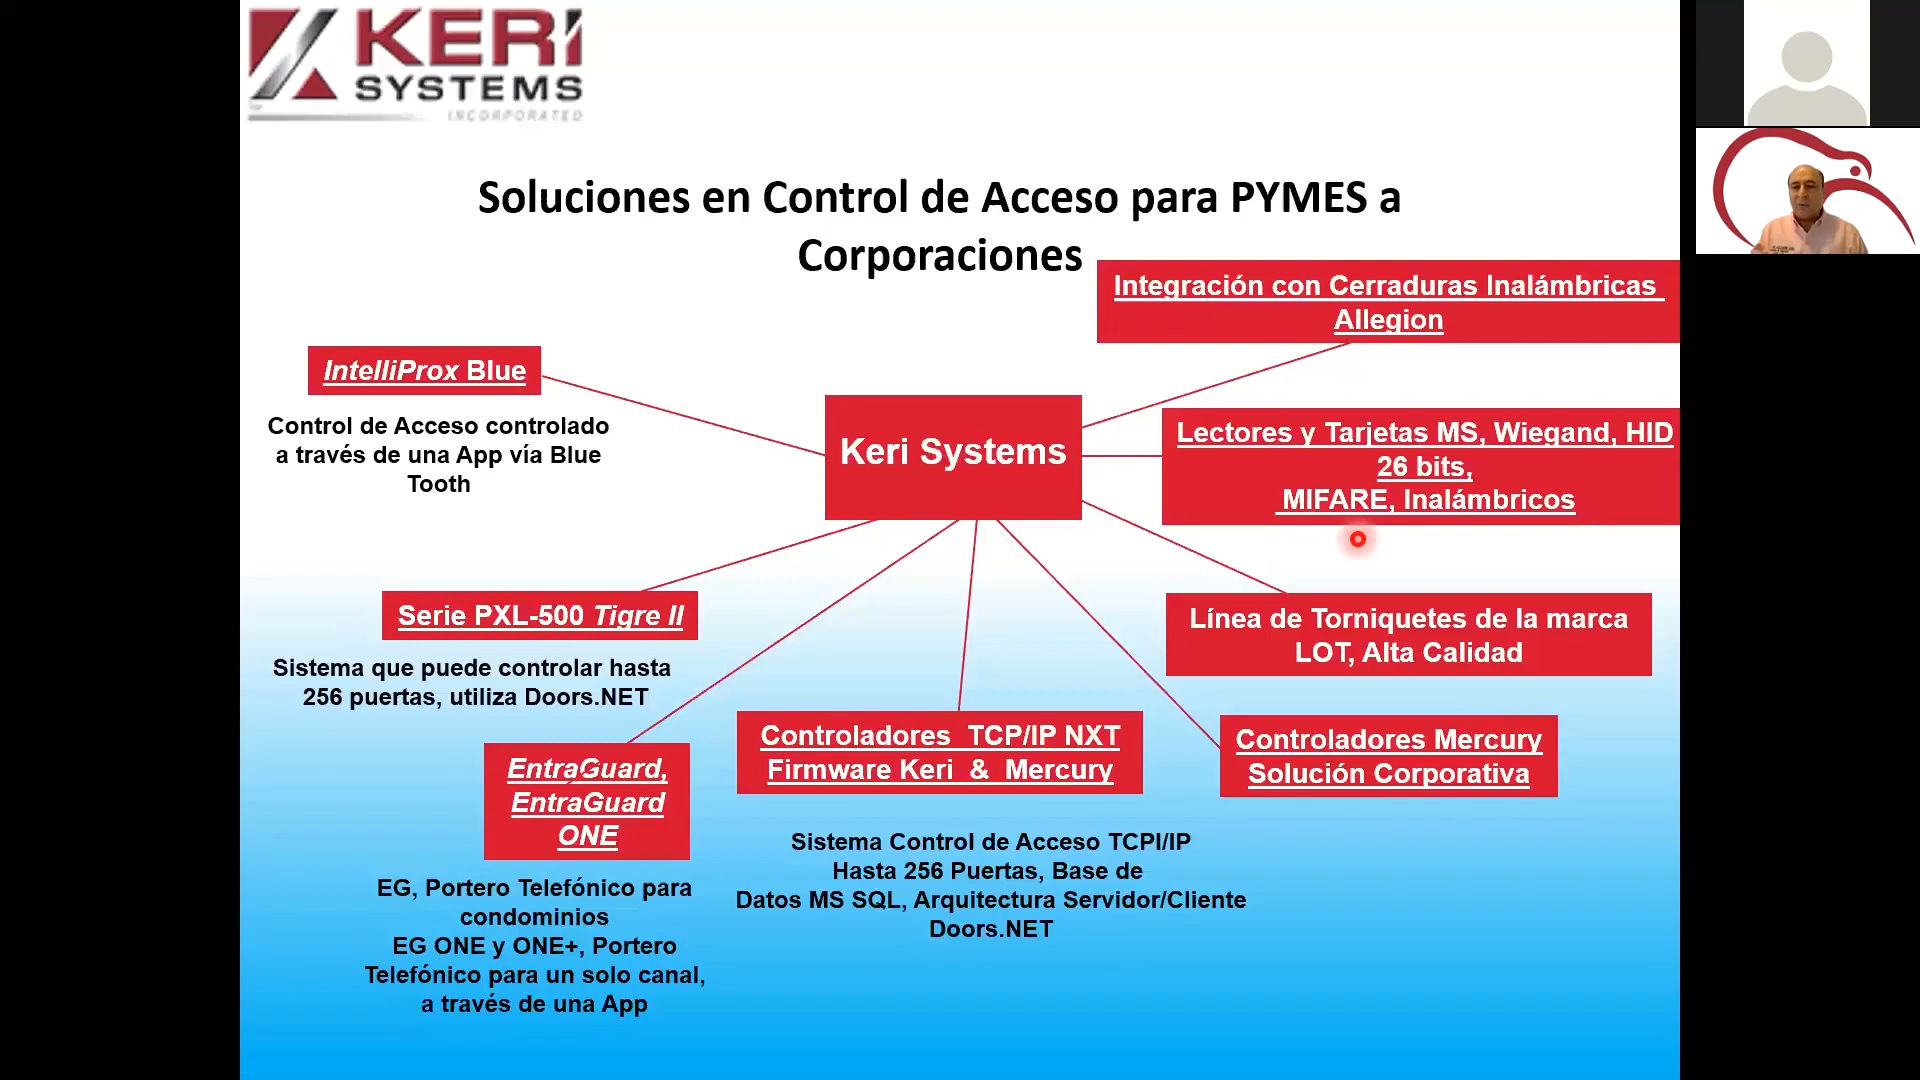 KERI
SYSTEMS
INCORPORATED
Soluciones en Control de Acceso para PYMES a
Corporaciones
Integración con Cerraduras Inalámbricas
Allegion
IntelliProx Blue
Control de Acceso controlado
a través de una App vía Blue
Tooth
Keri Systems
Lectores y Tarjetas MS, Wiegand, HID
26 bits,
MIFARE, Inalámbricos
Serie PXL-500 Tigre II
Sistema que puede controlar hasta
256 puertas, utiliza Doors.NET
Línea de Torniquetes de la marca
LOT, Alta Calidad
EntraGuard,
EntraGuard
ONE
EG, Portero Telefónico para
condominios
EG ONE y ONE+, Portero
Telefónico para un solo canal,
a través de una App
Controladores TCP/IP NXT
Firmware Keri & Mercury
Sistema Control de Acceso TCPI/IP
Hasta 256 Puertas, Base de
Datos MS SQL, Arquitectura Servidor/Cliente
Doors.NET
Controladores Mercury
Solución Corporativa